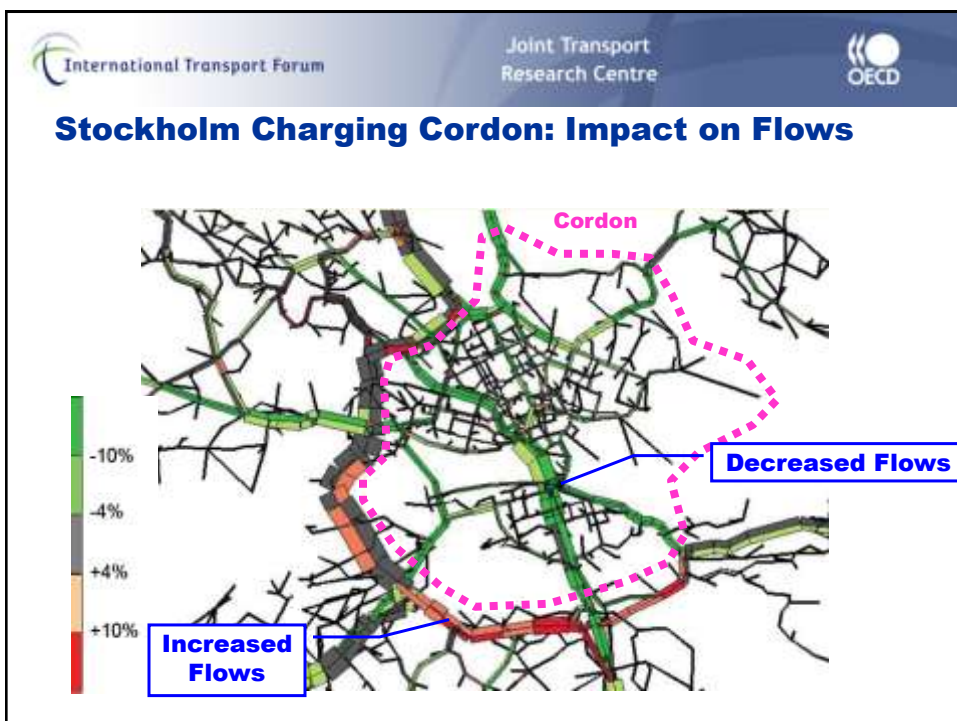 International Transport Forum
Joint Transport
Research Centre
OECD
Stockholm Charging Cordon: Impact on Flows
Cordon
-10%
-4%
+4%
+10%
Decreased Flows
Increased
Flows